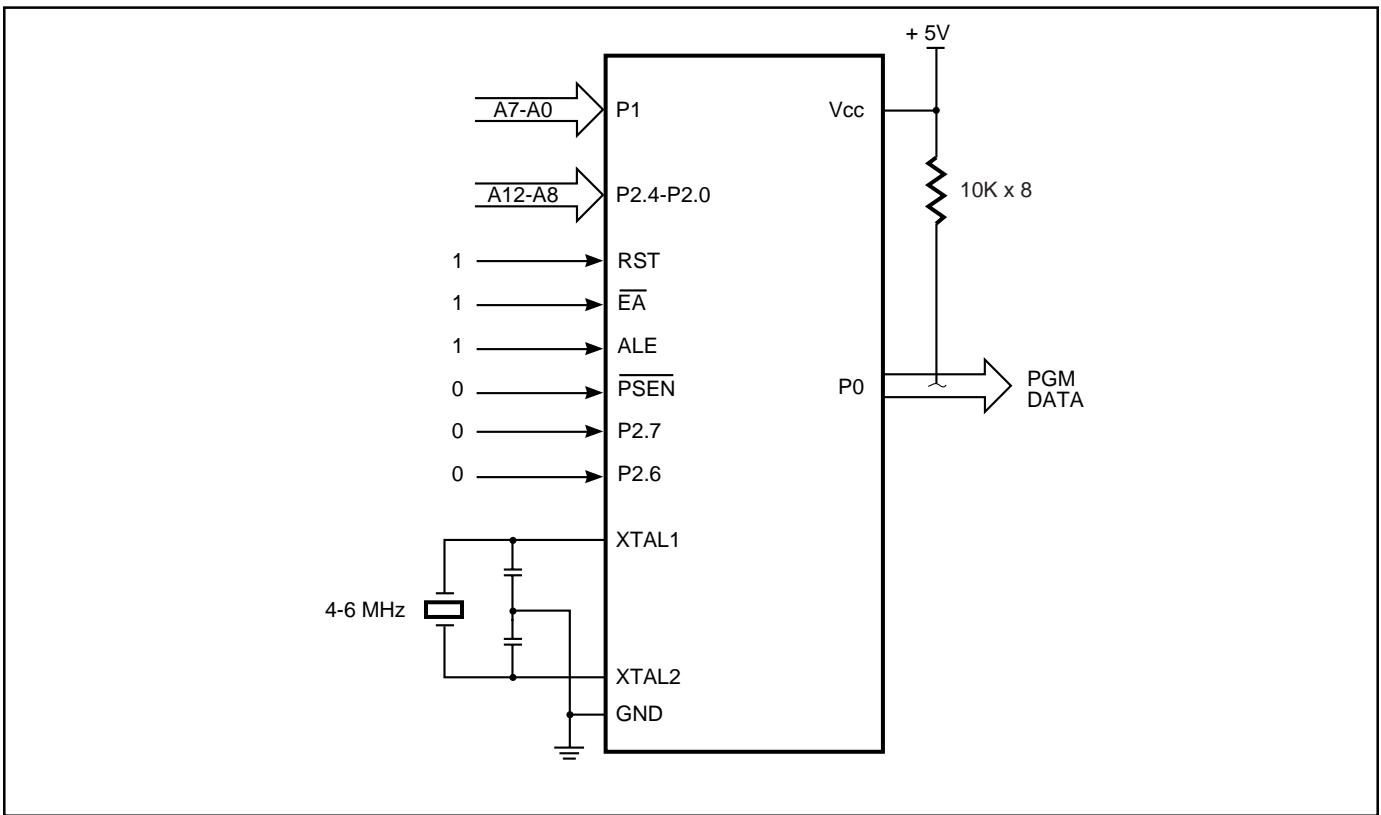 + 5V
A7-A0
P1
Vcc
A12-A8
P2.4-P2.0
10K x 8
1
RST
1
EA
1
ALE
0
PSEN
P0
PGM
DATA
0
P2.7
0
P2.6
XTAL1
4-6 MHz
XTAL2
GND